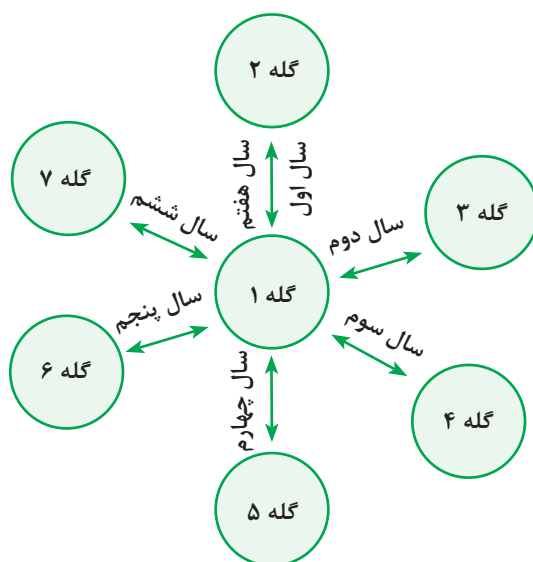 گله ۲
سال اول
سال هفتم
گله ۷
سال ششم
سال دوم
گله ۳
گله ۱
سال پنجم
سال سوم
گله ۶
سال چهارم
گله ۴
گله ۵